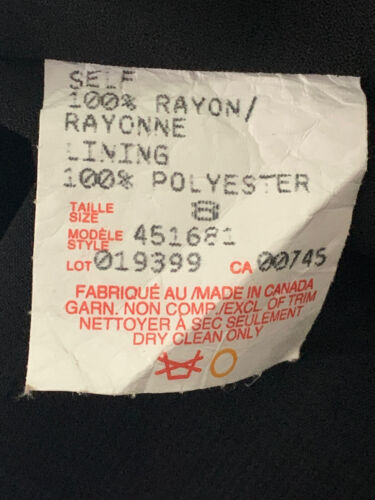 SELF
100% RAYON/
RAYONNE
LINING
100% POLYESTER
TAILLE
SIZE 8
MODÈLE
STYLE 451681
LOT 019399 CA 00745
FABRIQUÉ AU /MADE IN CANADA
GARN. NON COMP./EXCL OF TRIM
NETTOYER À SEC SEULEMENT
DRY CLEAN ONLY